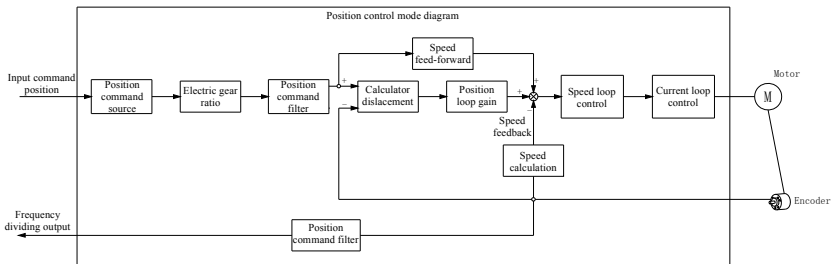 Position control mode diagram
Speed
feed-forward
Input command
position
Position
command
source
Electric gear
ratio
Position
command
filter
+
−
Calculator
dislacement
Position
loop gain
+
+
−
Speed loop
control
Current loop
control
Motor
M
Speed
feedback
Speed
calculation
Encoder
Frequency
dividing output
Position
command filter